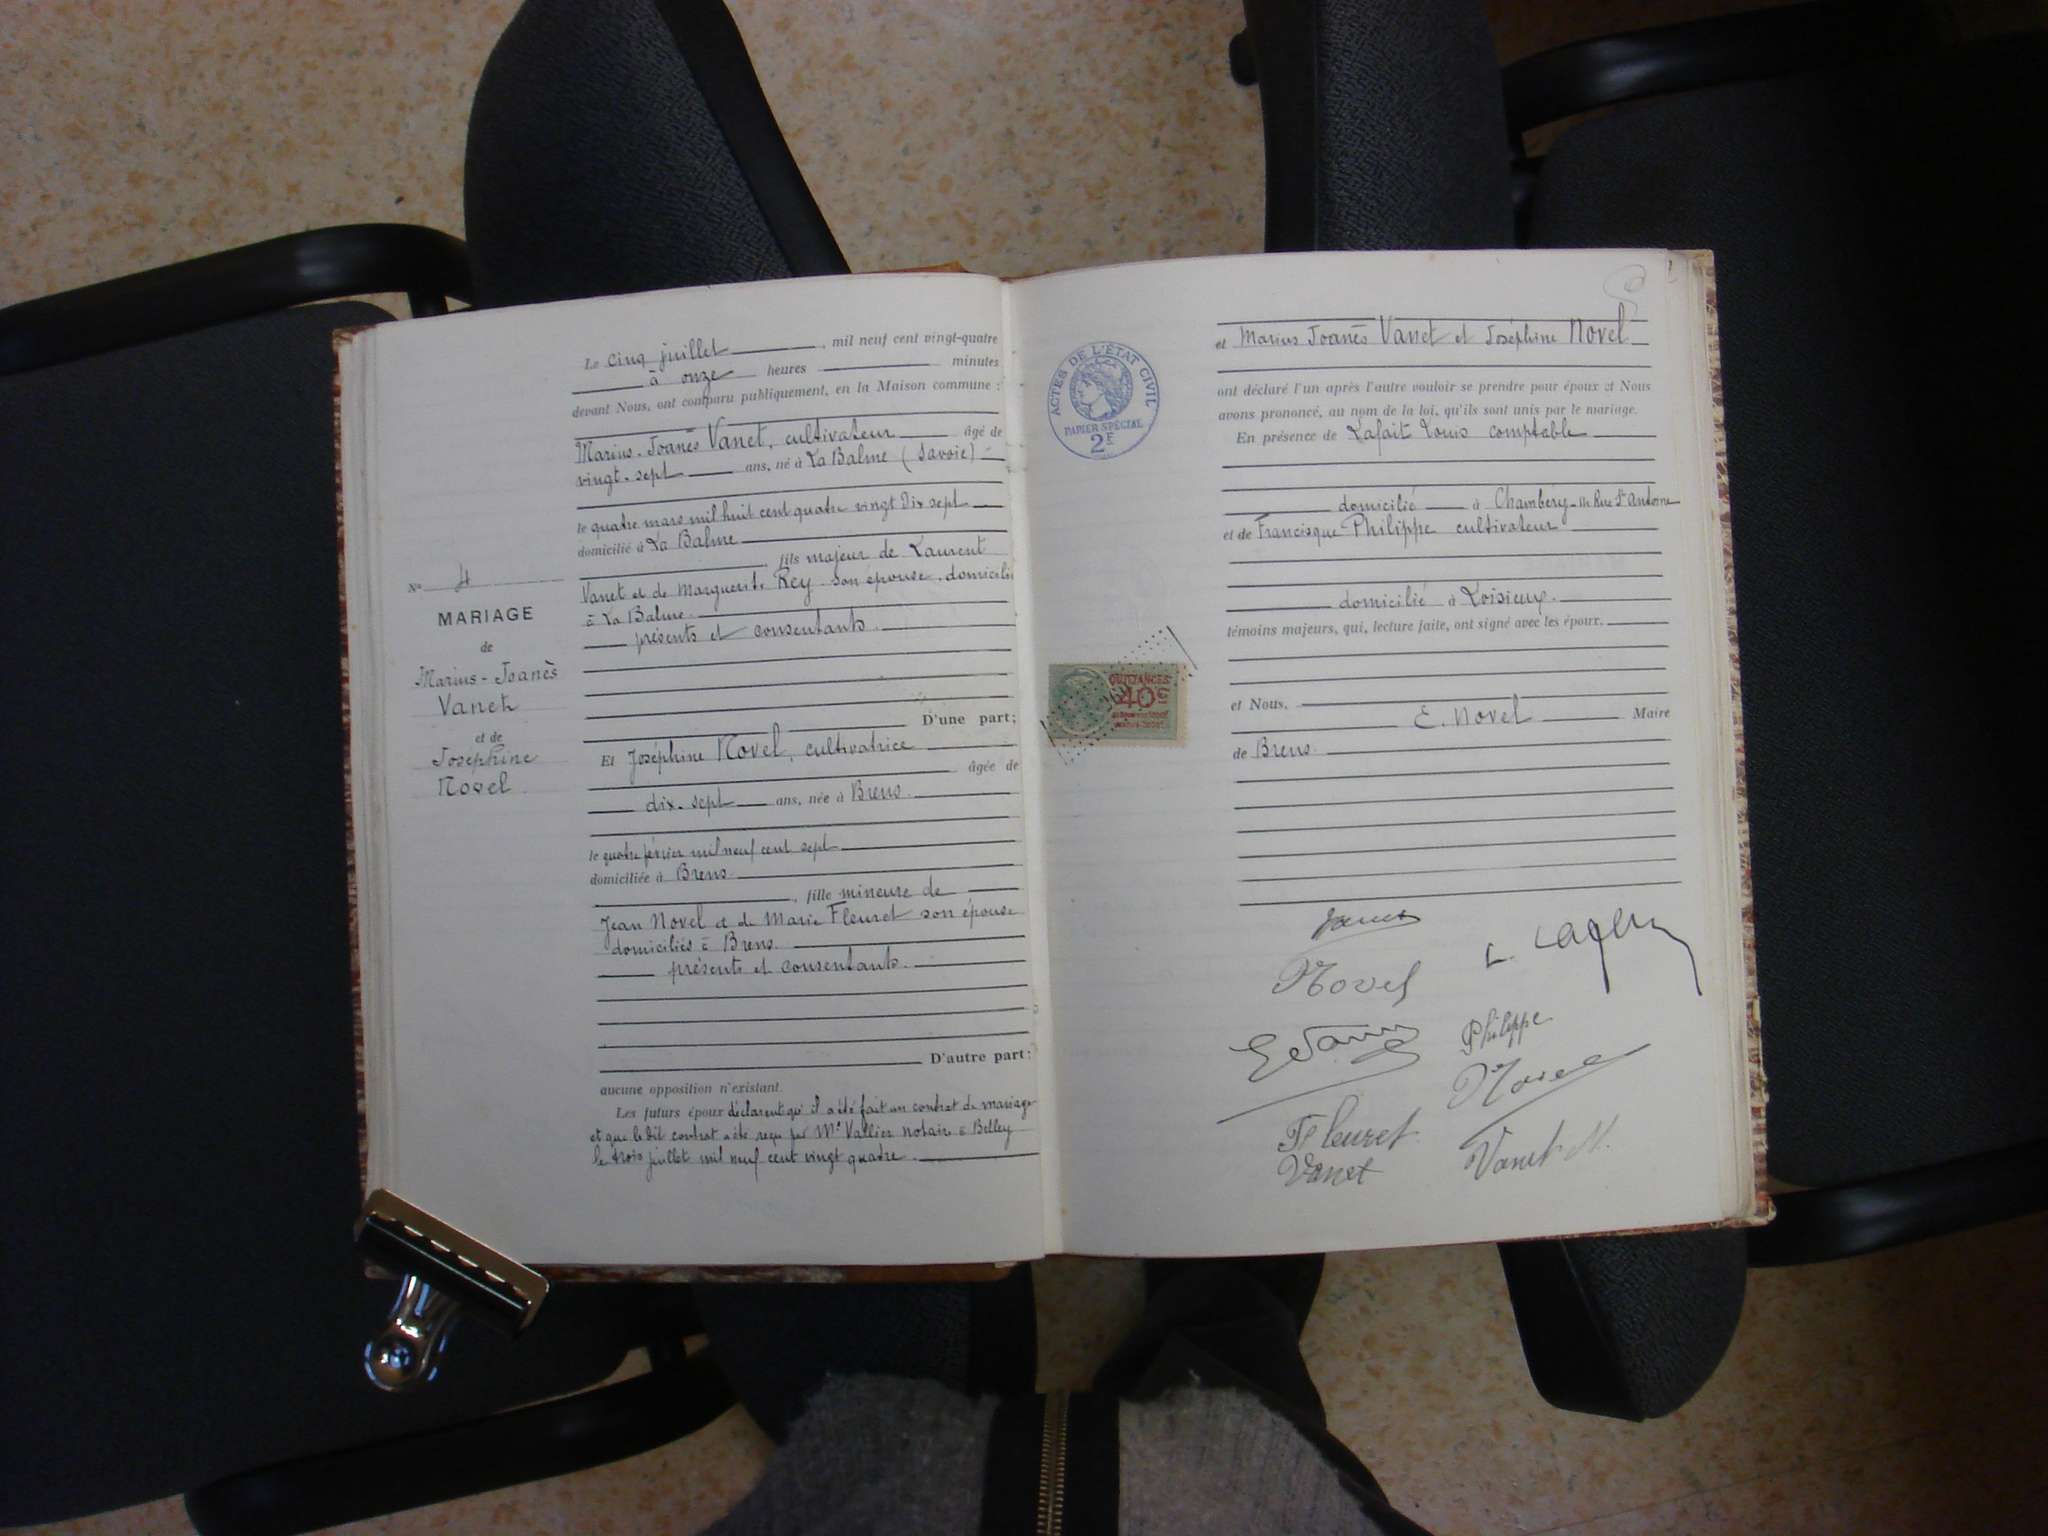 Le cinq juillet, mil neuf cent vingt-quatre
à onze heures minutes
devant Nous, ont comparu publiquement, en la Maison commune :
Marius-Joanès Vanet, cultivateur âgé de
vingt-sept ans, né à La Balme (Savoie)
le quatre mars mil huit cent quatre vingt Dix sept
domicilié à La Balme
fils majeur de Laurent
Vanet et de Marguerite Rey son épouse, domiciliés
à La Balme.
présents et consentants.
D'une part;
Et Joséphine Novel, cultivatrice
âgée de
dix-sept ans, née à Brens.
le quatre février mil neuf cent sept
domiciliée à Brens.
, fille mineure de
Jean Novel et de Marie Fleuret son épouse
domiciliés à Brens.
présents et consentants.
D'autre part:
aucune opposition n'existant.
Les futurs époux déclarent qu'il a été fait un contrat de mariage
et que le dit contrat a été reçu par Me Vallier notaire à Belley
le trois juillet mil neuf cent vingt quatre.
No 4
MARIAGE
de
Marius-Joanès
Vanet
et de
Joséphine
Novel
ACTES DE L'ÉTAT CIVIL
PAPIER SPÉCIAL
2F
QUITTANCES
40c
et Marius Joanès Vanet et Joséphine Novel
ont déclaré l'un après l'autre vouloir se prendre pour époux et Nous
avons prononcé, au nom de la loi, qu'ils sont unis par le mariage.
En présence de Lafait Louis comptable
domicilié à Chambéry Rue St Antoine
et de Francisque Philippe cultivateur
domicilié à Loisieux.
témoins majeurs, qui, lecture faite, ont signé avec les époux.
et Nous. E. Novel Maire
de Brens.
Vanet
Novel
Philippe
Novel
Fleuret
Vanet
Vanet M.